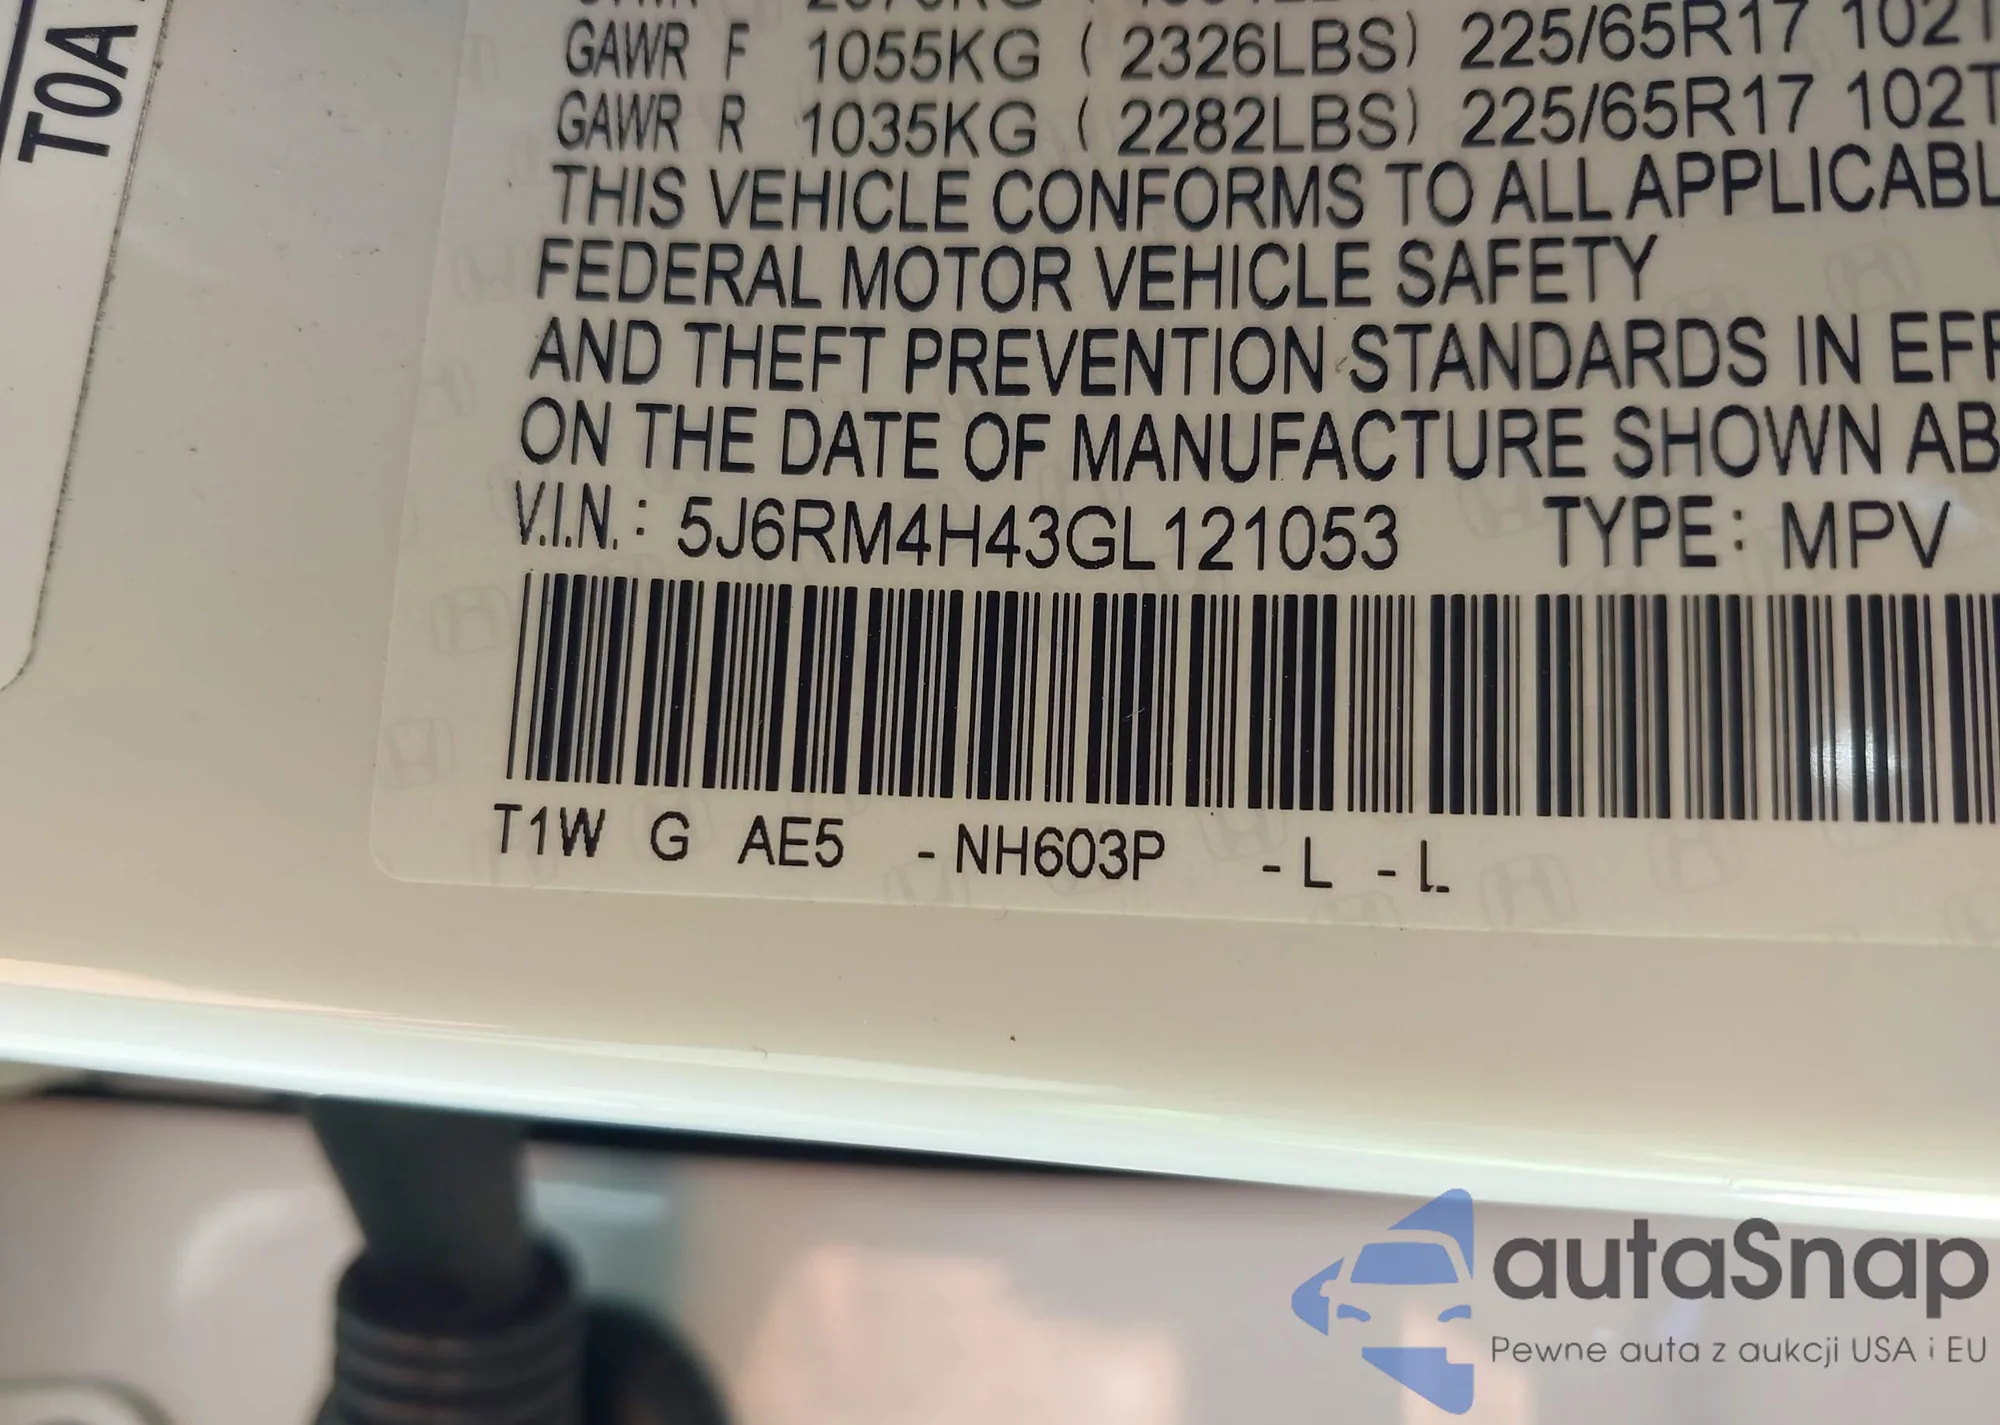 T0A
GAWR F 1055KG ( 2326LBS) 225/65R17 102T
GAWR R 1035KG ( 2282LBS) 225/65R17 102T
THIS VEHICLE CONFORMS TO ALL APPLICABL
FEDERAL MOTOR VEHICLE SAFETY
AND THEFT PREVENTION STANDARDS IN EFF
ON THE DATE OF MANUFACTURE SHOWN AB
V.I.N.: 5J6RM4H43GL121053 TYPE: MPV
T1W G AE5 - NH603P - L - L
autaSnap
Pewne auta z aukcji USA i EU